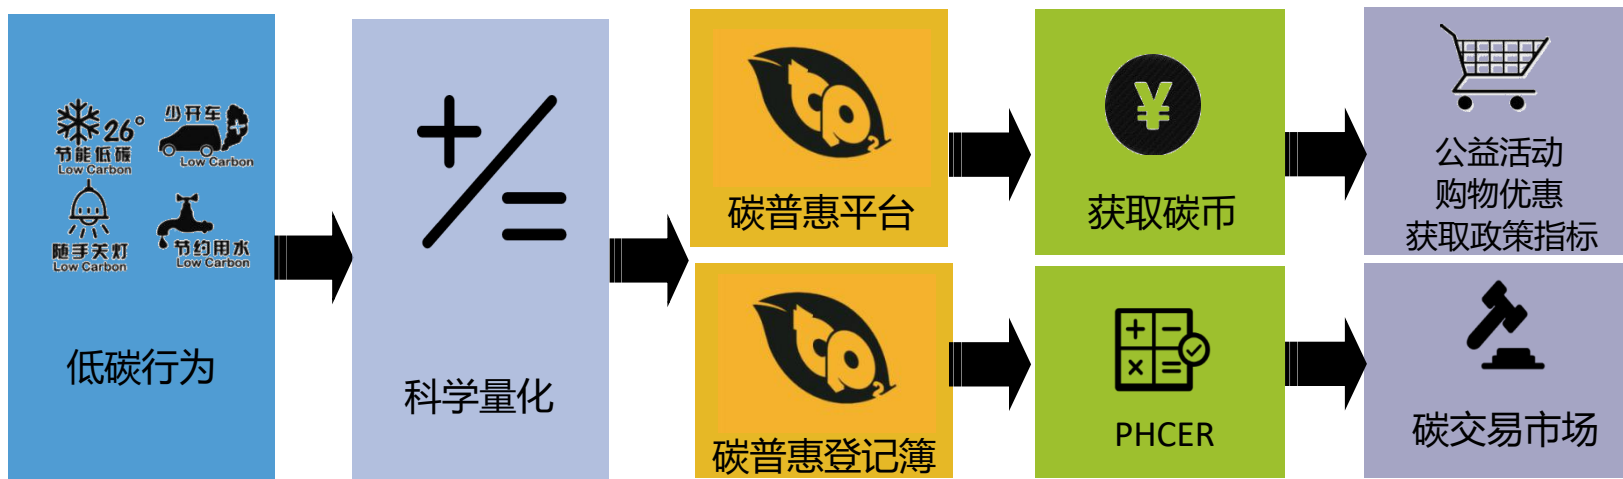 26°
节能低碳
Low Carbon
少开车
Low Carbon
随手关灯
Low Carbon
节约用水
Low Carbon
低碳行为
科学量化
tcp2
碳普惠平台
获取碳币
公益活动
购物优惠
获取政策指标
tcp2
碳普惠登记簿
PHCER
碳交易市场